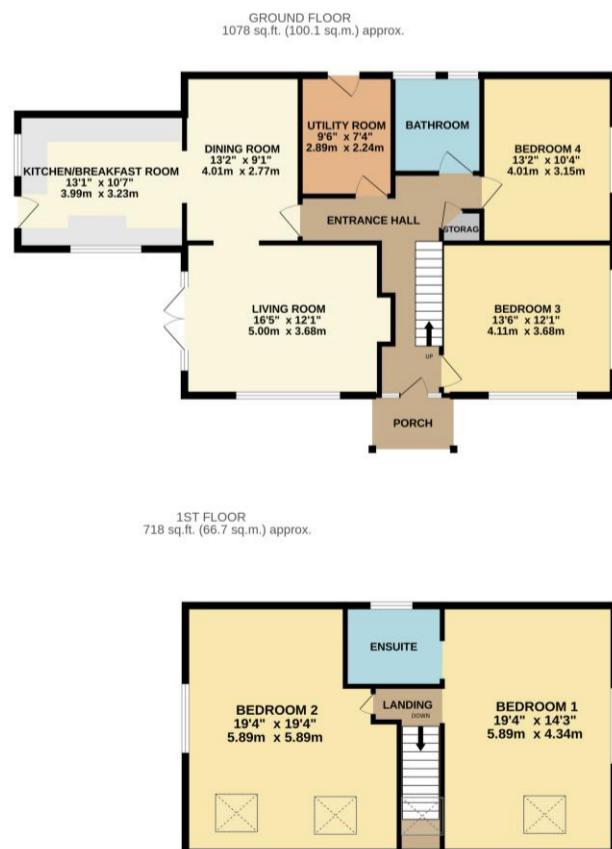 GROUND FLOOR
1078 sq.ft. (100.1 sq.m.) approx.
KITCHEN/BREAKFAST ROOM
13'1" x 10'7"
3.99m x 3.23m
DINING ROOM
13'2" x 9'1"
4.01m x 2.77m
UTILITY ROOM
9'6" x 7'4"
2.89m x 2.24m
BATHROOM
BEDROOM 4
13'2" x 10'4"
4.01m x 3.15m
ENTRANCE HALL
STORAG
LIVING ROOM
16'5" x 12'1"
5.00m x 3.68m
UP
BEDROOM 3
13'6" x 12'1"
4.11m x 3.68m
PORCH
1ST FLOOR
718 sq.ft. (66.7 sq.m.) approx.
ENSUITE
BEDROOM 2
19'4" x 19'4"
5.89m x 5.89m
LANDING
DOWN
BEDROOM 1
19'4" x 14'3"
5.89m x 4.34m